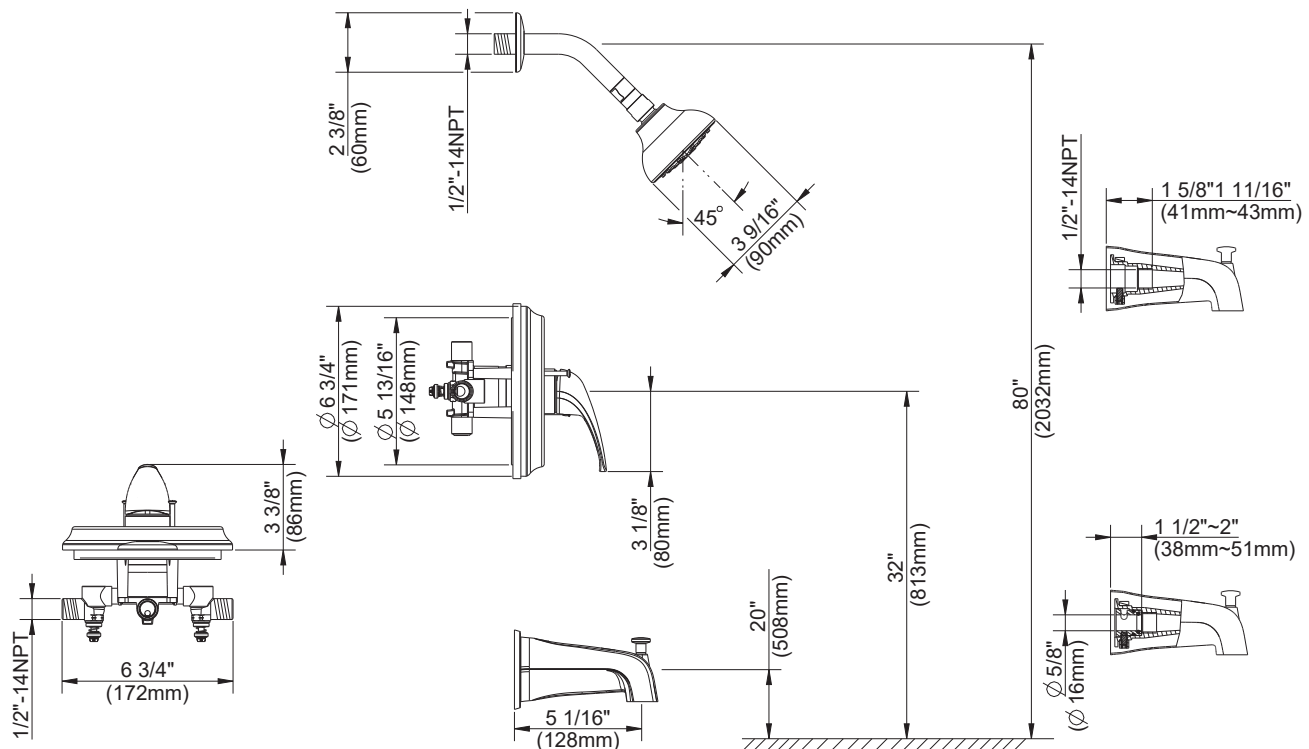 2 3/8"
(60mm)
1/2"-14NPT
45°
3 9/16"
(90mm)
1/2"-14NPT
1 5/8"1 11/16"
(41mm~43mm)
Ø 6 3/4"
(Ø 171mm)
Ø 5 13/16"
(Ø 148mm)
3 1/8"
(80mm)
80"
(2032mm)
32"
(813mm)
20"
(508mm)
3 3/8"
(86mm)
1/2"-14NPT
6 3/4"
(172mm)
5 1/16"
(128mm)
1 1/2"~2"
(38mm~51mm)
Ø 5/8"
(Ø 16mm)